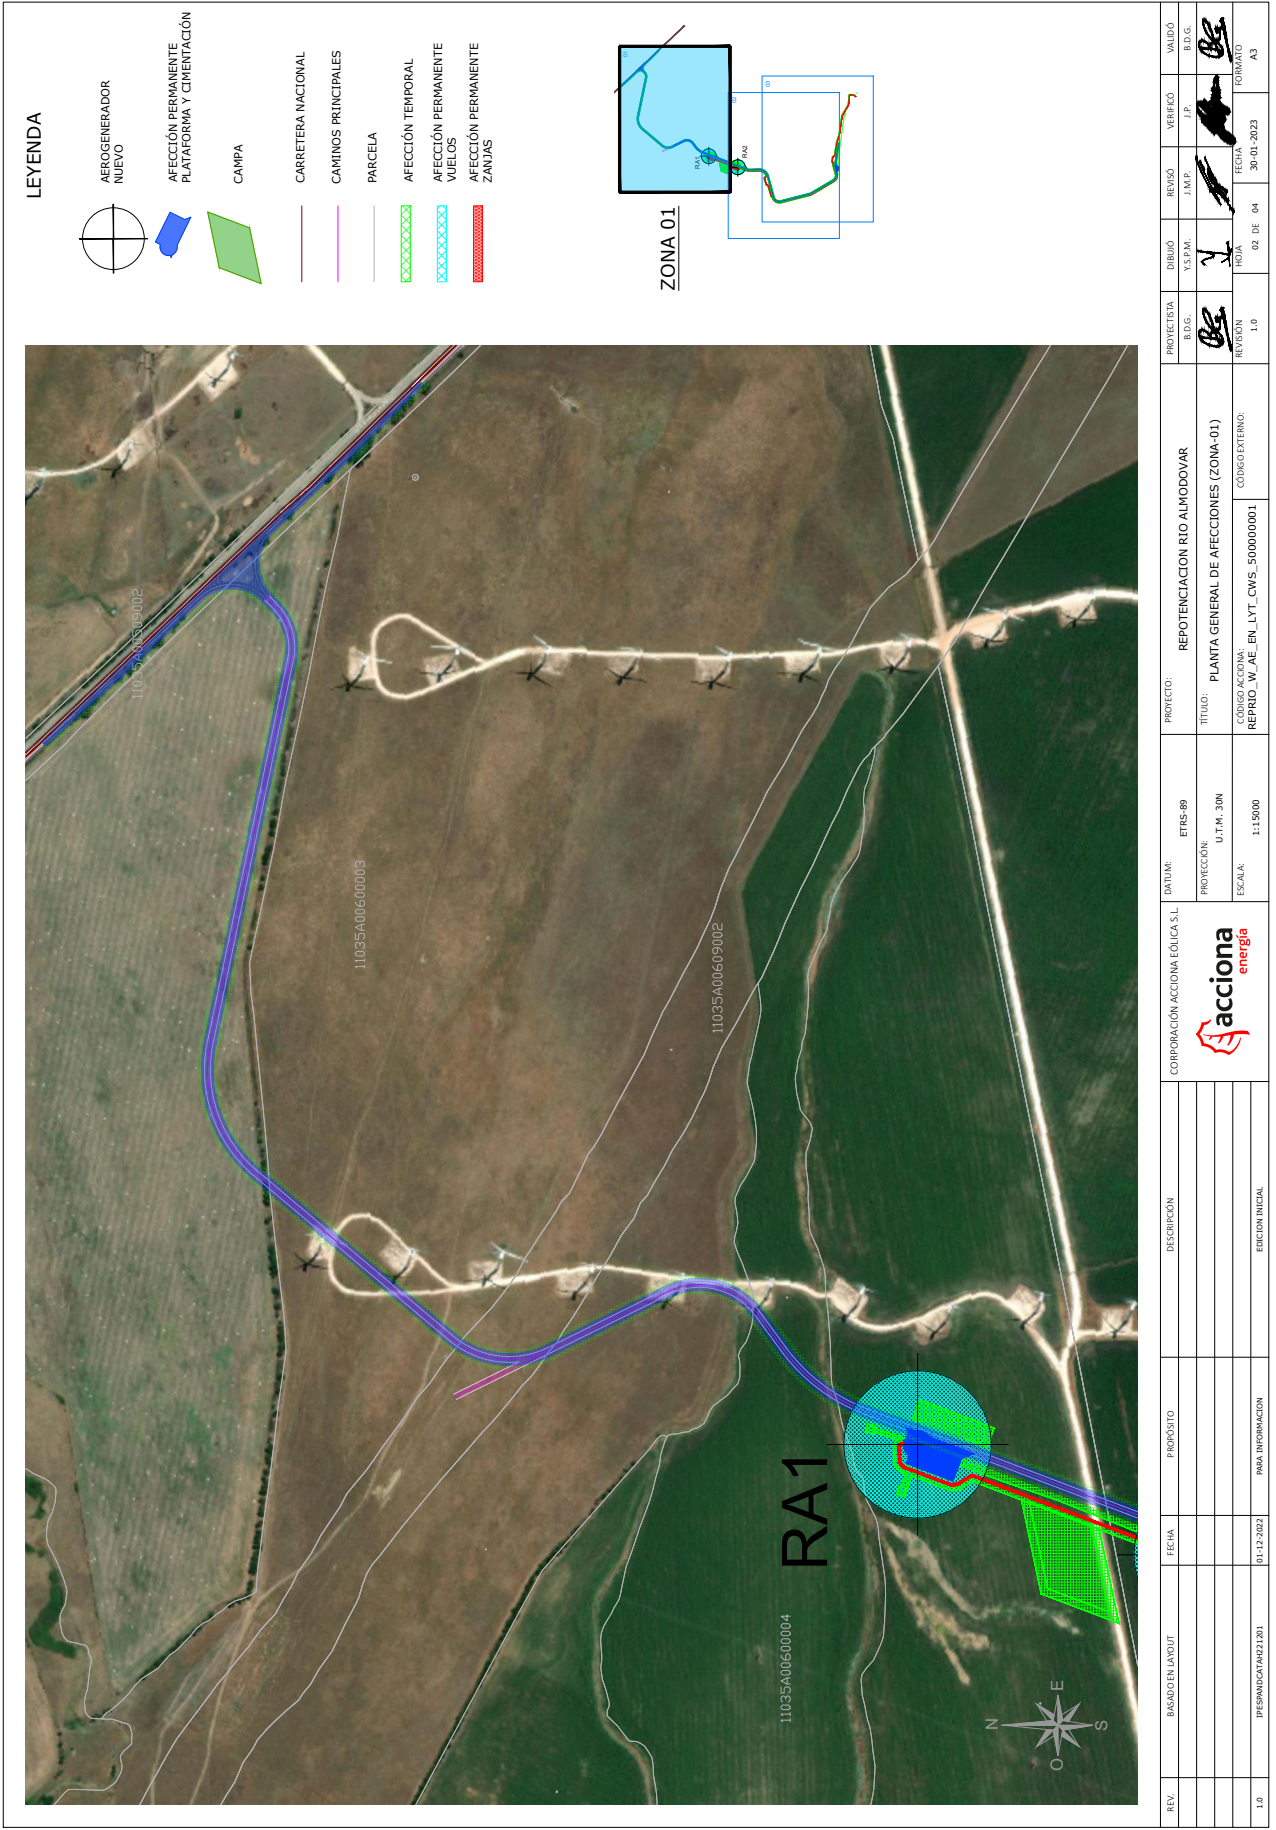 LEYENDA
AEROGENERADOR
NUEVO
AFECCIÓN PERMANENTE
PLATAFORMA Y CIMENTACIÓN
CAMPA
CARRETERA NACIONAL
CAMINOS PRINCIPALES
PARCELA
AFECCIÓN TEMPORAL
AFECCIÓN PERMANENTE
VUELOS
AFECCIÓN PERMANENTE
ZANJAS
ZONA 01
01
02
03
RA1
RA2
11035A00509002
11035A00600003
11035A00609002
11035A00600004
RA1
N
O
E
S
REV.
BASADO EN LAYOUT
FECHA
PROPÓSITO
DESCRIPCIÓN
1.0
IPESPANDCATAH221201
01-12-2022
PARA INFORMACION
EDICION INICIAL
CORPORACIÓN ACCIONA EÓLICA S.L.
acciona
energía
DATUM:
ETRS-89
PROYECCIÓN:
U.T.M. 30N
ESCALA:
1:15000
PROYECTO:
REPOTENCIACION RIO ALMODOVAR
TÍTULO:
PLANTA GENERAL DE AFECCIONES (ZONA-01)
CÓDIGO ACCIONA:
REPRIO_W_AE_EN_LYT_CWS_500000001
CÓDIGO EXTERNO:
PROYECTISTA
DIBUJÓ
REVISÓ
VERIFICÓ
VALIDÓ
B.D.G.
Y.S.P.M.
J.M.P.
J.P.
B.D.G.
REVISIÓN
1.0
HOJA
02 DE 04
FECHA
30-01-2023
FORMATO
A3